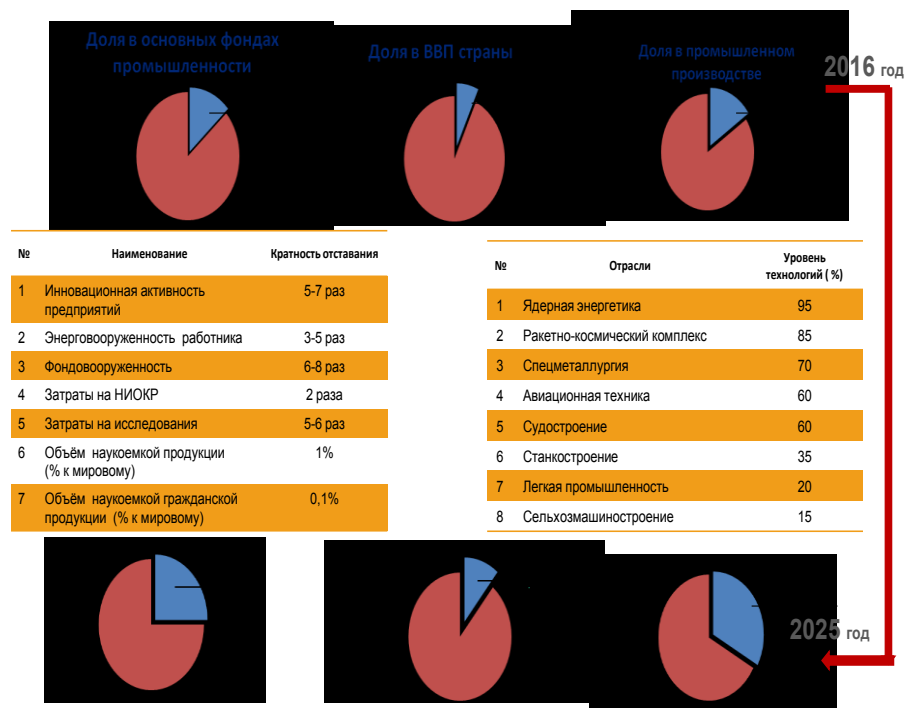 Доля в основных фондах
промышленности
Доля в ВВП страны
Доля в промышленном
производстве
2016 год
№ Наименование Кратность отставания
1 Инновационная активность
предприятий 5-7 раз
2 Энерговооруженность работника 3-5 раз
3 Фондовооруженность 6-8 раз
4 Затраты на НИОКР 2 раза
5 Затраты на исследования 5-6 раз
6 Объём наукоемкой продукции
(% к мировому) 1%
7 Объём наукоемкой гражданской
продукции (% к мировому) 0,1%
№ Отрасли Уровень
технологий ( %)
1 Ядерная энергетика 95
2 Ракетно-космический комплекс 85
3 Спецметаллургия 70
4 Авиационная техника 60
5 Судостроение 60
6 Станкостроение 35
7 Легкая промышленность 20
8 Сельхозмашиностроение 15
2025 год